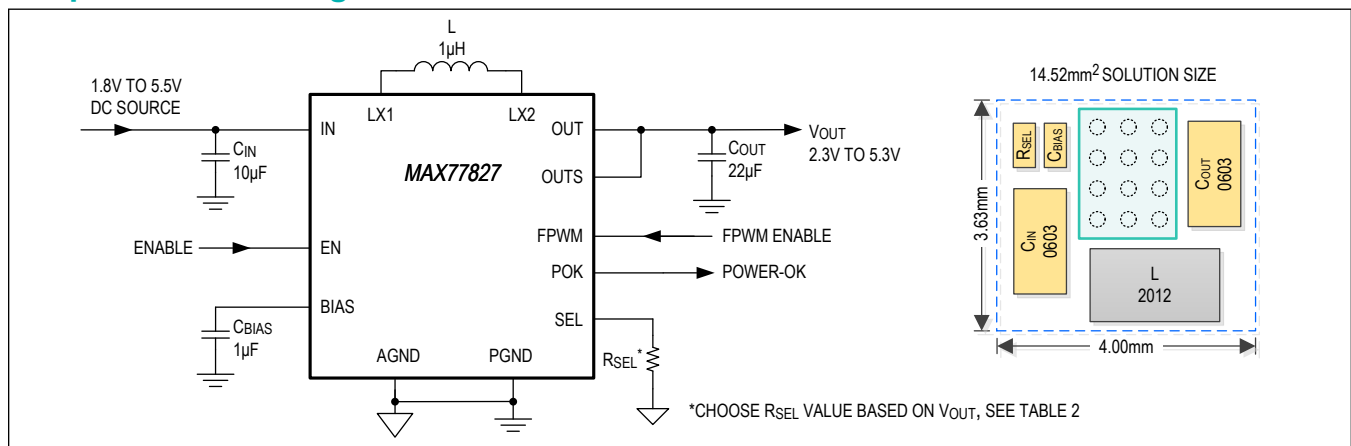 L
1µH
1.8V TO 5.5V
DC SOURCE
LX1
LX2
IN
OUT
CIN
10µF
MAX77827
OUTS
COUT
22µF
VOUT
2.3V TO 5.3V
ENABLE
EN
FPWM
FPWM ENABLE
POK
POWER-OK
BIAS
CBIAS
1µF
SEL
AGND
PGND
RSEL*
*CHOOSE RSEL VALUE BASED ON VOUT, SEE TABLE 2
14.52mm2 SOLUTION SIZE
RSEL
CBIAS
COUT
0603
CIN
0603
L
2012
3.63mm
4.00mm